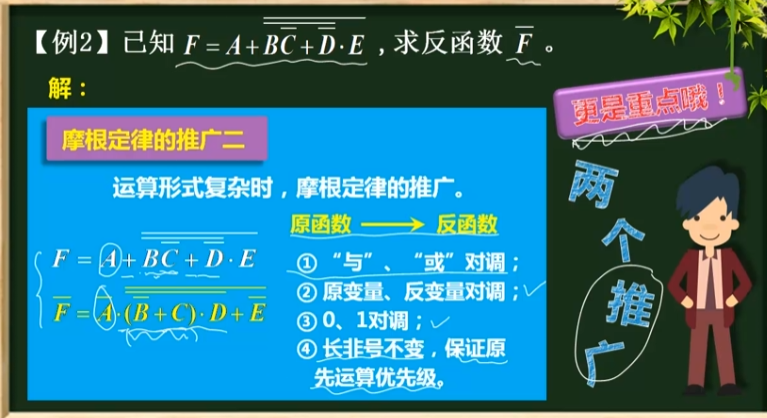 【例2】已知 $F = A + \overline{\overline{B\overline{C} + \overline{D}} \cdot E}$ ,求反函数 $\overline{F}$ 。
解：
更是重点哦！
摩根定律的推广二
运算形式复杂时，摩根定律的推广。
原函数 → 反函数
$F = A + \overline{\overline{B\overline{C} + \overline{D}} \cdot E}$
$\overline{F} = \overline{A} \cdot \overline{\overline{(\overline{B} + C) \cdot D} + \overline{E}}$
① “与”、“或”对调；
② 原变量、反变量对调；
③ 0、1对调；
④ 长非号不变，保证原
先运算优先级。
两个推广